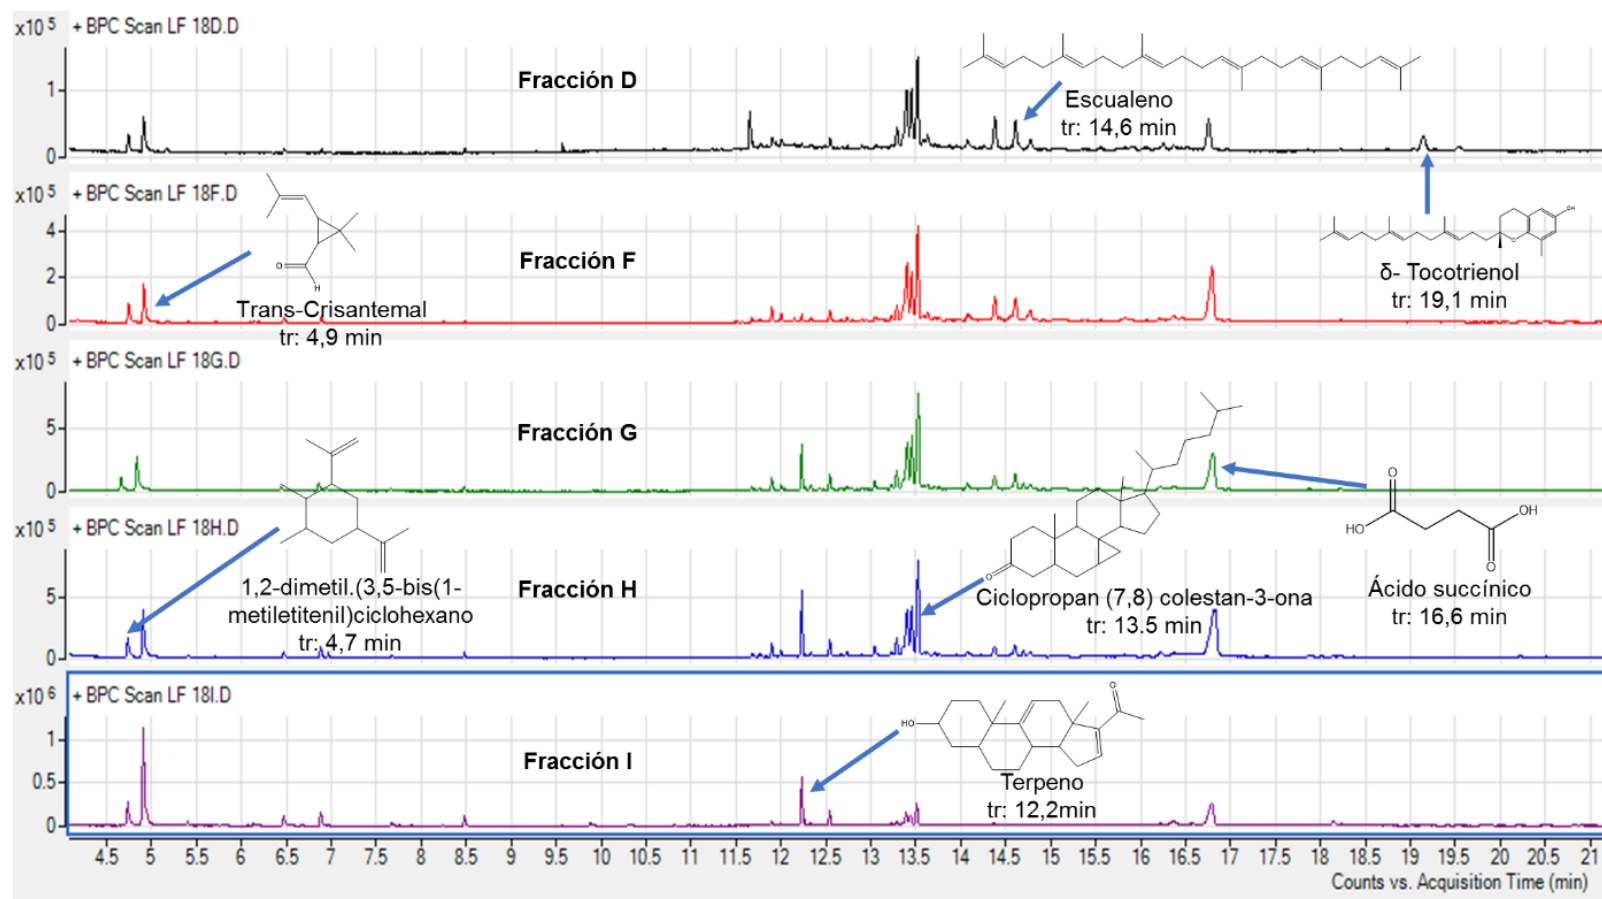 x10 5 + BPC Scan LF 18D.D
Fracción D
1
0
Escualeno
tr: 14,6 min
x10 5 + BPC Scan LF 18F.D
Fracción F
4
2
0
O
H
Trans-Crisantemal
tr: 4,9 min
OH
O
δ- Tocotrienol
tr: 19,1 min
x10 5 + BPC Scan LF 18G.D
Fracción G
5
0
O
HO
OH
O
x10 5 + BPC Scan LF 18H.D
Fracción H
5
0
1,2-dimetil.(3,5-bis(1-
metiletitenil)ciclohexano
tr: 4,7 min
O
Ciclopropan (7,8) colestan-3-ona
tr: 13.5 min
Ácido succínico
tr: 16,6 min
x10 6 + BPC Scan LF 18I.D
Fracción I
1
0.5
0
HO
O
Terpeno
tr: 12,2min
4.5 5 5.5 6 6.5 7 7.5 8 8.5 9 9.5 10 10.5 11 11.5 12 12.5 13 13.5 14 14.5 15 15.5 16 16.5 17 17.5 18 18.5 19 19.5 20 20.5 21
Counts vs. Acquisition Time (min)